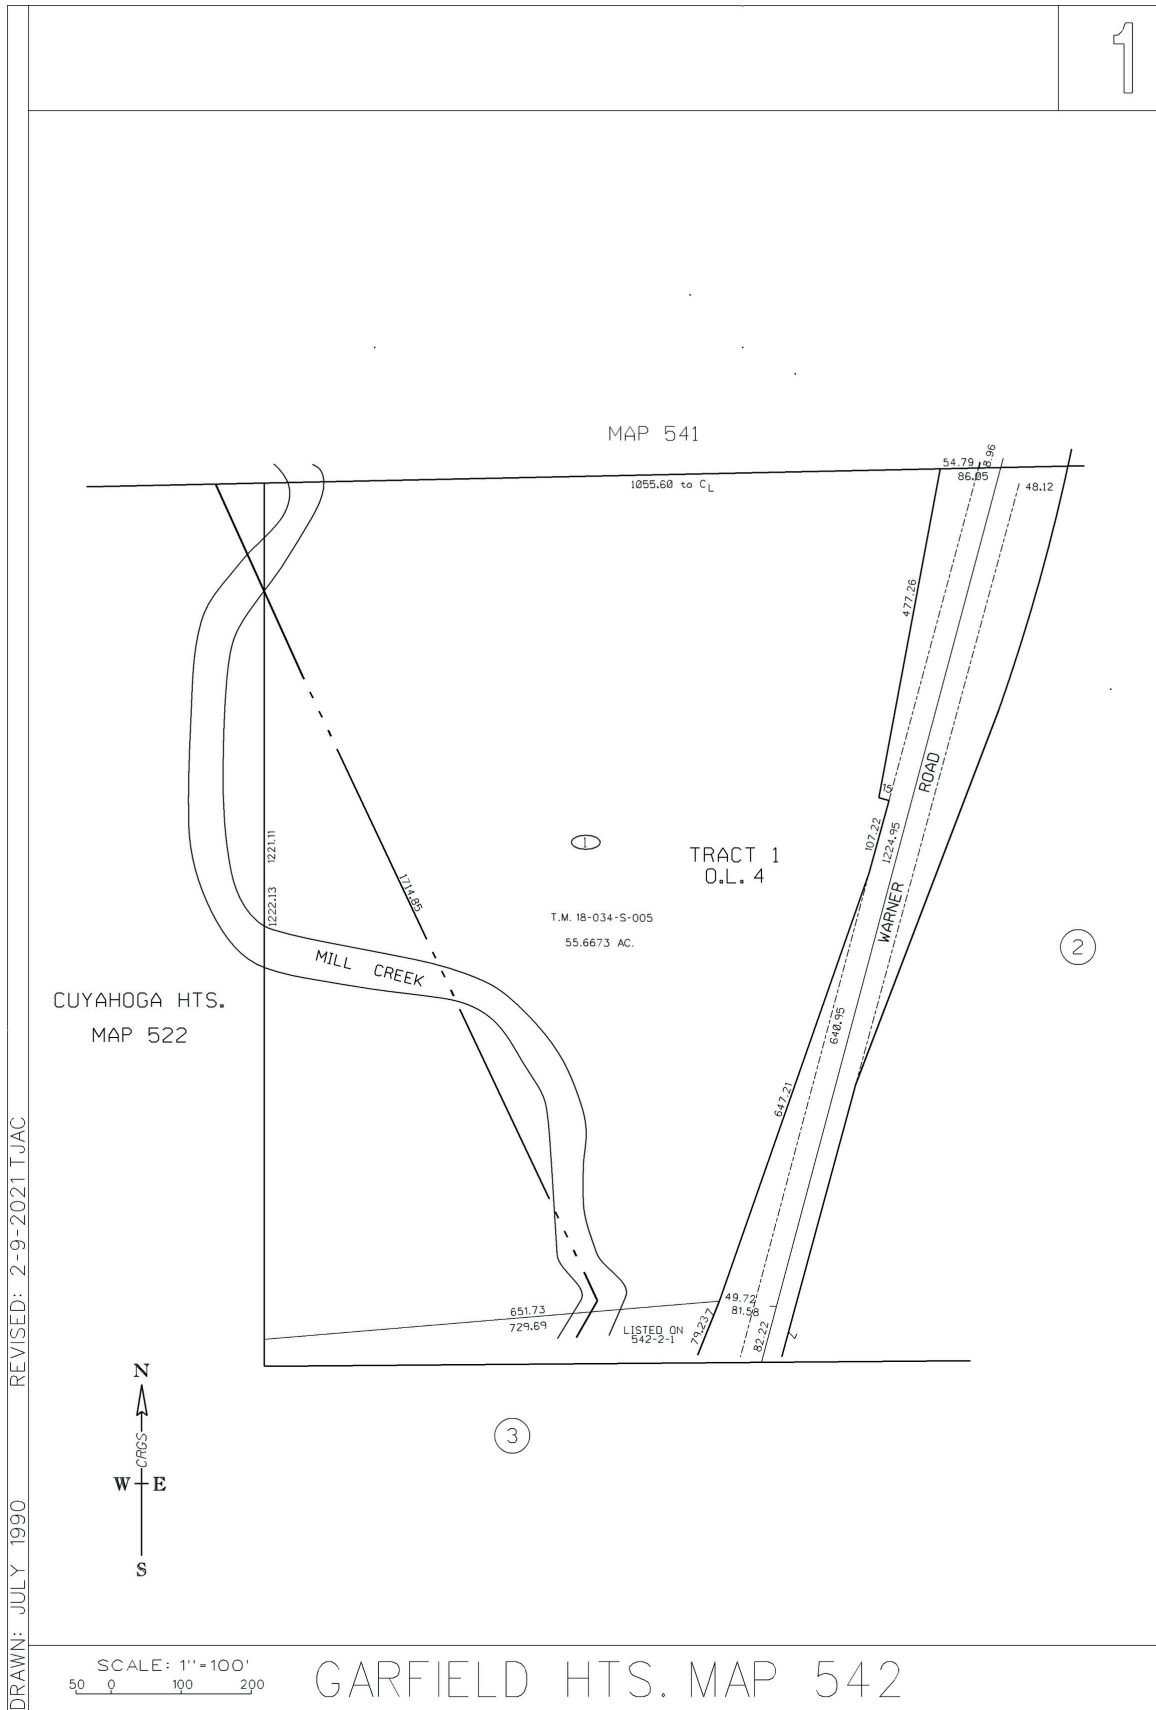 1
MAP 541
54.79
8.96
86.05
1055.60 to CL
48.12
477.26
15
ROAD
107.22
1224.95
1221.11
1222.13
1714.85
1
TRACT 1
O.L. 4
WARNER
T.M. 18-034-S-005
55.6673 AC.
2
MILL CREEK
CUYAHOGA HTS.
MAP 522
640.95
647.21
49.72
81.58
651.73
729.69
LISTED ON
542-2-1
79.237
82.22
N
CRGS
W E
S
3
DRAWN: JULY 1990 REVISED: 2-9-2021 TJAC
SCALE: 1''=100'
50 0 100 200
GARFIELD HTS. MAP 542